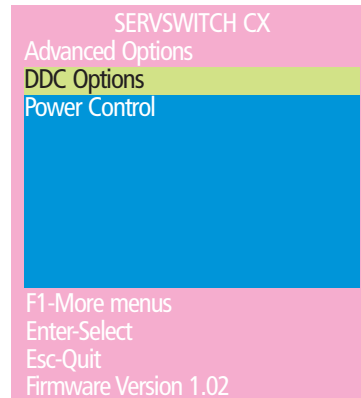 SERVSWITCH CX
Advanced Options
DDC Options
Power Control
F1-More menus
Enter-Select
Esc-Quit
Firmware Version 1.02